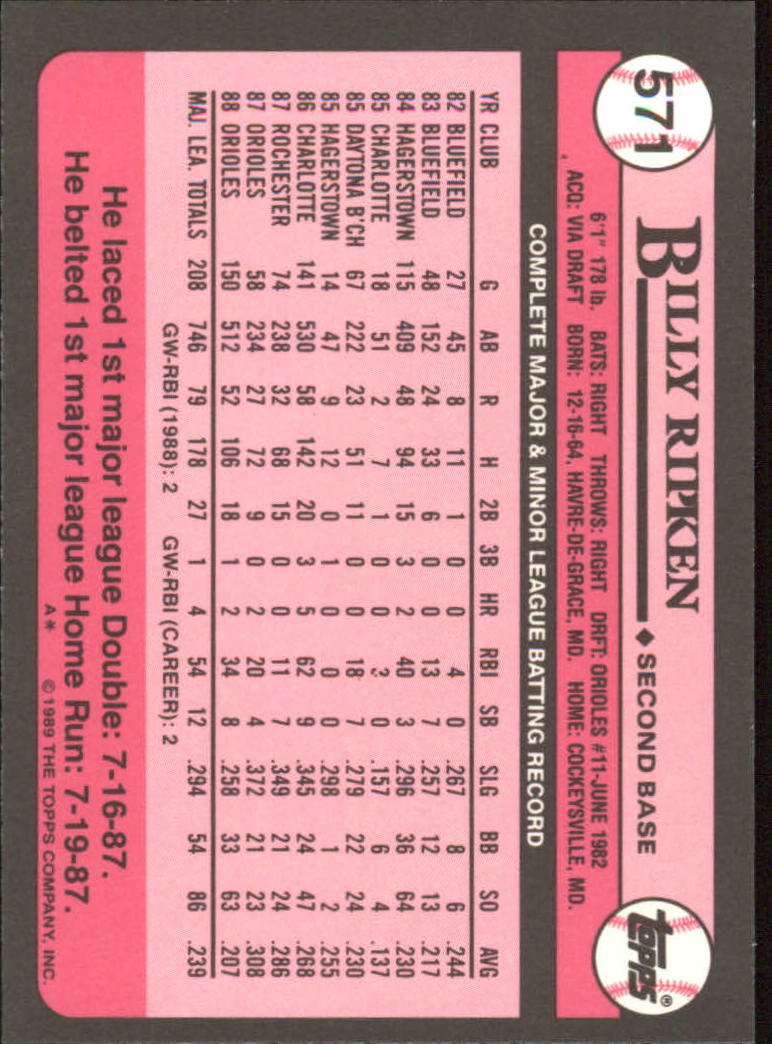 571
BILLY RIPKEN ♦ SECOND BASE
topps®
6'1" 178 lb. BATS: RIGHT THROWS: RIGHT DRFT: ORIOLES #11-JUNE 1982
ACQ: VIA DRAFT BORN: 12-16-64, HAVRE-DE-GRACE, MD. HOME: COCKEYSVILLE, MD.
COMPLETE MAJOR & MINOR LEAGUE BATTING RECORD
YR CLUB G AB R H 2B 3B HR RBI SB SLG BB SO AVG
82 BLUEFIELD 27 45 8 11 1 0 0 4 0 .267 8 6 .244
83 BLUEFIELD 48 152 24 33 6 0 0 13 7 .257 12 13 .217
84 HAGERSTOWN 115 409 48 94 15 3 2 40 3 .296 36 64 .230
85 CHARLOTTE 18 51 2 7 1 0 0 3 0 .157 6 4 .137
85 DAYTONA B'CH 67 222 23 51 11 0 0 18 7 .279 22 24 .230
85 HAGERSTOWN 14 47 9 12 0 1 0 0 0 .298 1 2 .255
86 CHARLOTTE 141 530 58 142 20 3 5 62 9 .345 24 47 .268
87 ROCHESTER 74 238 32 68 15 0 0 11 7 .349 21 24 .286
87 ORIOLES 58 234 27 72 9 0 2 20 4 .372 21 23 .308
88 ORIOLES 150 512 52 106 18 1 2 34 8 .258 33 63 .207
MAJ. LEA. TOTALS 208 746 79 178 27 1 4 54 12 .294 54 86 .239
GW-RBI (1988): 2 GW-RBI (CAREER): 2
He laced 1st major league Double: 7-16-87.
He belted 1st major league Home Run: 7-19-87.
A* © 1989 THE TOPPS COMPANY, INC.